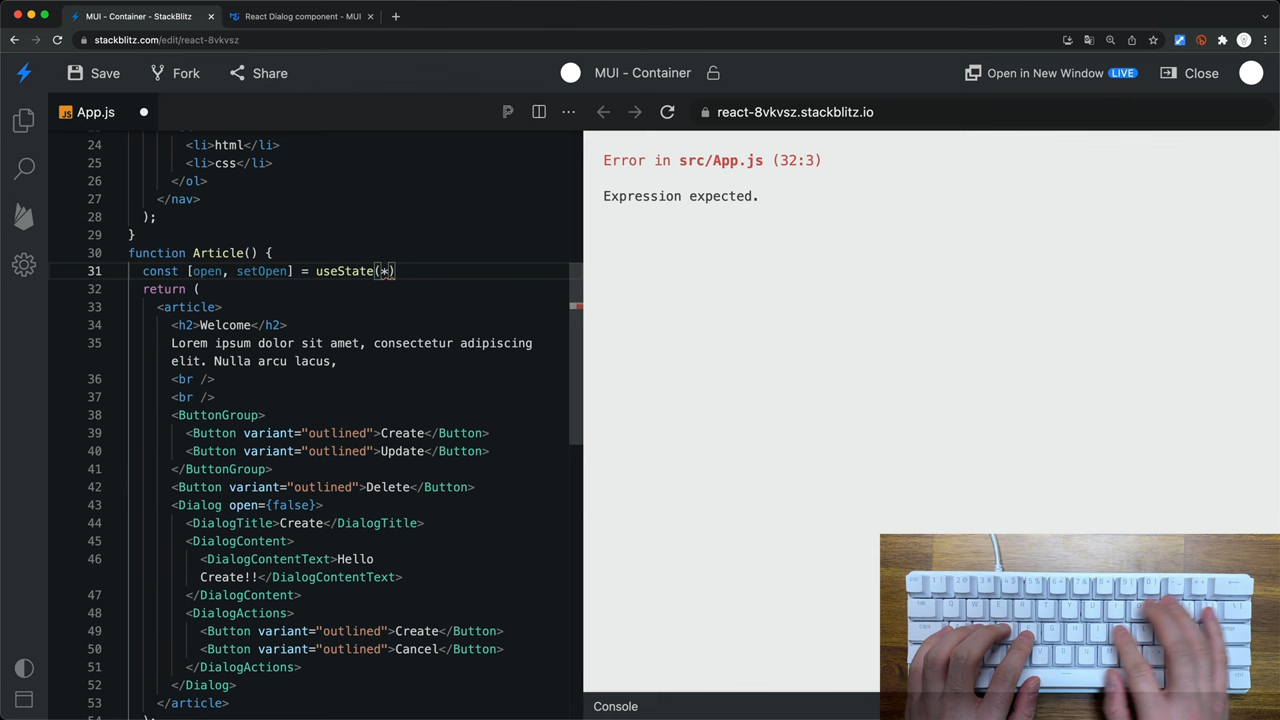 MUI - Container - StackBlitz
React Dialog component - MUI
stackblitz.com/edit/react-8vkvsz
Save
Fork
Share
MUI - Container
Open in New Window
LIVE
Close
App.js
react-8vkvsz.stackblitz.io
24 <li>html</li>
25 <li>css</li>
26 </ol>
27 </nav>
28 );
29 }
30 function Article() {
31 const [open, setOpen] = useState(*)
32 return (
33 <article>
34 <h2>Welcome</h2>
35 Lorem ipsum dolor sit amet, consectetur adipiscing
elit. Nulla arcu lacus,
36 <br />
37 <br />
38 <ButtonGroup>
39 <Button variant="outlined">Create</Button>
40 <Button variant="outlined">Update</Button>
41 </ButtonGroup>
42 <Button variant="outlined">Delete</Button>
43 <Dialog open={false}>
44 <DialogTitle>Create</DialogTitle>
45 <DialogContent>
46 <DialogContentText>Hello
Create!!</DialogContentText>
47 </DialogContent>
48 <DialogActions>
49 <Button variant="outlined">Create</Button>
50 <Button variant="outlined">Cancel</Button>
51 </DialogActions>
52 </Dialog>
53 </article>
Error in src/App.js (32:3)
Expression expected.
Console